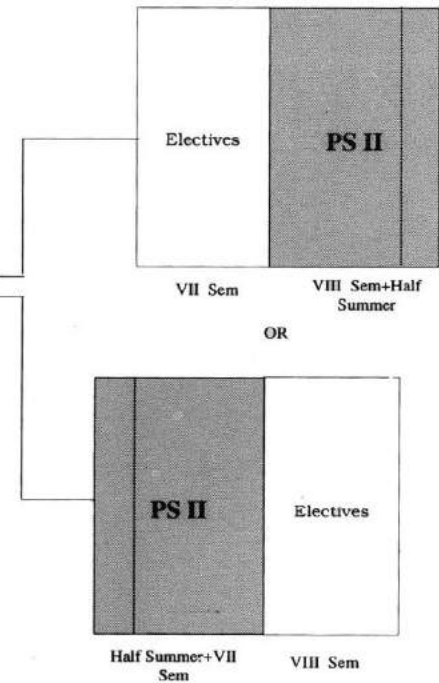 Electives PS II
VII Sem VIII Sem+Half
Summer
OR
PS II Electives
Half Summer+VII VIII Sem
Sem